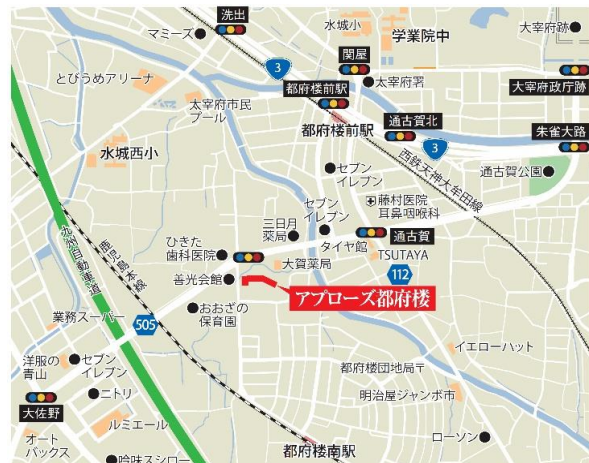 洗出
マミーズ
水城小
学業院中
大宰府跡
関屋
3
とびうめアリーナ
太宰府署
大宰府政庁跡
太宰府市民
プール
都府楼前駅
都府楼前駅
通古賀北
朱雀大路
3
水城西小
セブン
イレブン
西鉄天神大牟田線
通古賀公園
藤村医院
耳鼻咽喉科
セブン
イレブン
三日月
薬局
通古賀
ひきた
歯科医院
タイヤ館
TSUTAYA
九州自動車道
鹿児島本線
大賀薬局
善光会館
112
アプローズ都府楼
おおざの
保育園
業務スーパー
505
洋服の
青山
セブン
イレブン
イエローハット
都府楼団地局〒
ニトリ
明治屋ジャンボ市
大佐野
ルミエール
オート
バックス
都府楼南駅
ローソン
吟味スシロー